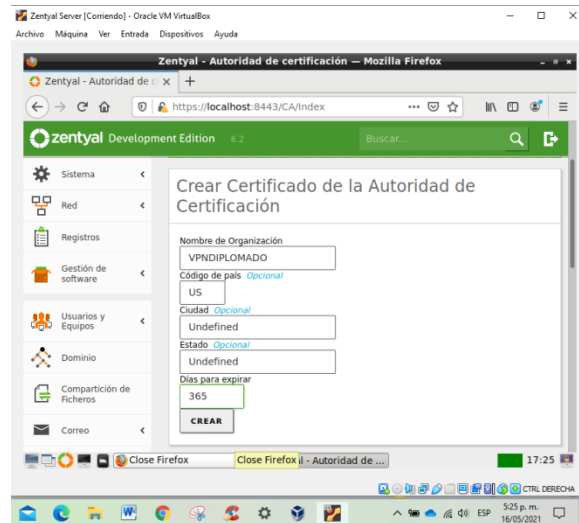 Zentyal Server [Corriendo] - Oracle VM VirtualBox
Archivo Máquina Ver Entrada Dispositivos Ayuda
Zentyal - Autoridad de certificación — Mozilla Firefox
Zentyal - Autoridad de c
https://localhost:8443/CA/Index
zentyal Development Edition 6.2 Buscar...
Sistema
Red
Registros
Gestión de
software
Usuarios y
Equipos
Dominio
Compartición de
Ficheros
Correo
Crear Certificado de la Autoridad de
Certificación
Nombre de Organización
VPNDIPLOMADO
Código de país Opcional
US
Ciudad Opcional
Undefined
Estado Opcional
Undefined
Días para expirar
365
CREAR
Close Firefox Close Firefox l - Autoridad de ... 17:25
CTRL DERECHA
ESP 5:25 p. m.
16/05/2021